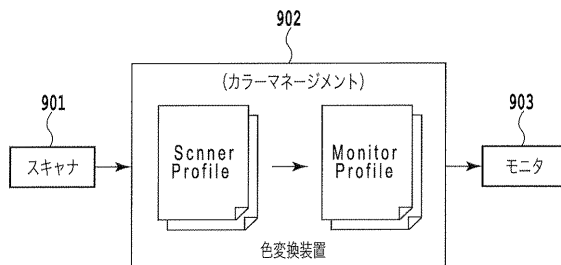 902
(カラーマネージメント)
901
903
スキャナ
Scnner
Profile
Monitor
Profile
モニタ
色変換装置